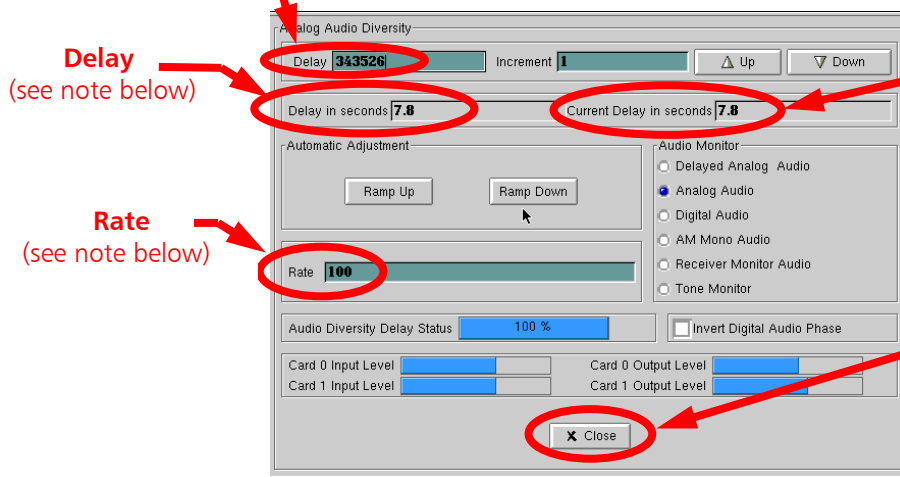 Analog Audio Diversity
Delay 343526 Increment 1 Up Down
Delay
(see note below)
Delay in seconds 7.8 Current Delay in seconds 7.8
Automatic Adjustment
Ramp Up Ramp Down
Audio Monitor
Delayed Analog Audio
Analog Audio
Digital Audio
AM Mono Audio
Receiver Monitor Audio
Tone Monitor
Rate
(see note below)
Rate 100
Audio Diversity Delay Status 100 % Invert Digital Audio Phase
Card 0 Input Level Card 0 Output Level
Card 1 Input Level Card 1 Output Level
X Close